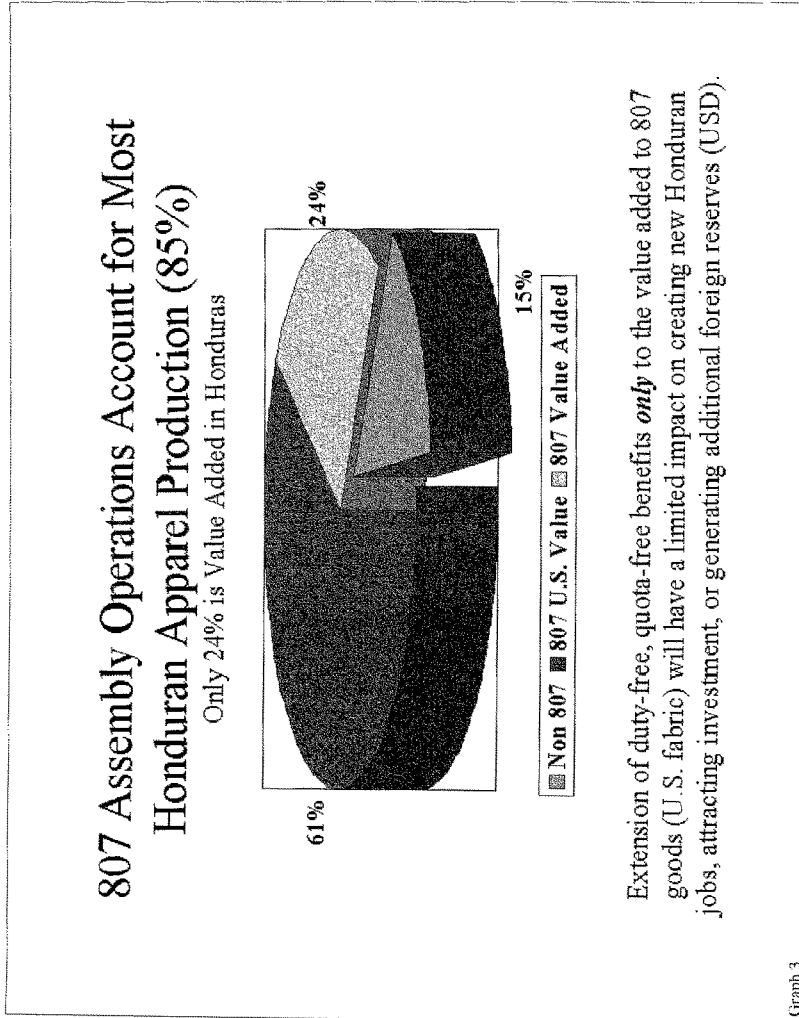 807 Assembly Operations Account for Most
Honduran Apparel Production (85%)
Only 24% is Value Added in Honduras
61%
24%
15%
Non 807 807 U.S. Value 807 Value Added
Extension of duty-free, quota-free benefits only to the value added to 807
goods (U.S. fabric) will have a limited impact on creating new Honduran
jobs, attracting investment, or generating additional foreign reserves (USD).
Graph 3